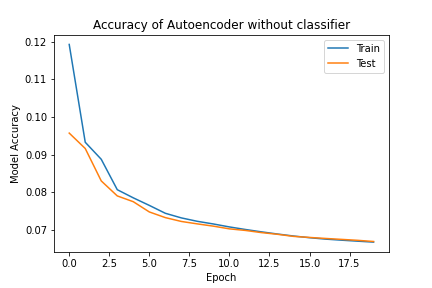 Accuracy of Autoencoder without classifier
Train
Test
0.12
0.11
0.10
0.09
0.08
0.07
Model Accuracy
0.0 2.5 5.0 7.5 10.0 12.5 15.0 17.5
Epoch